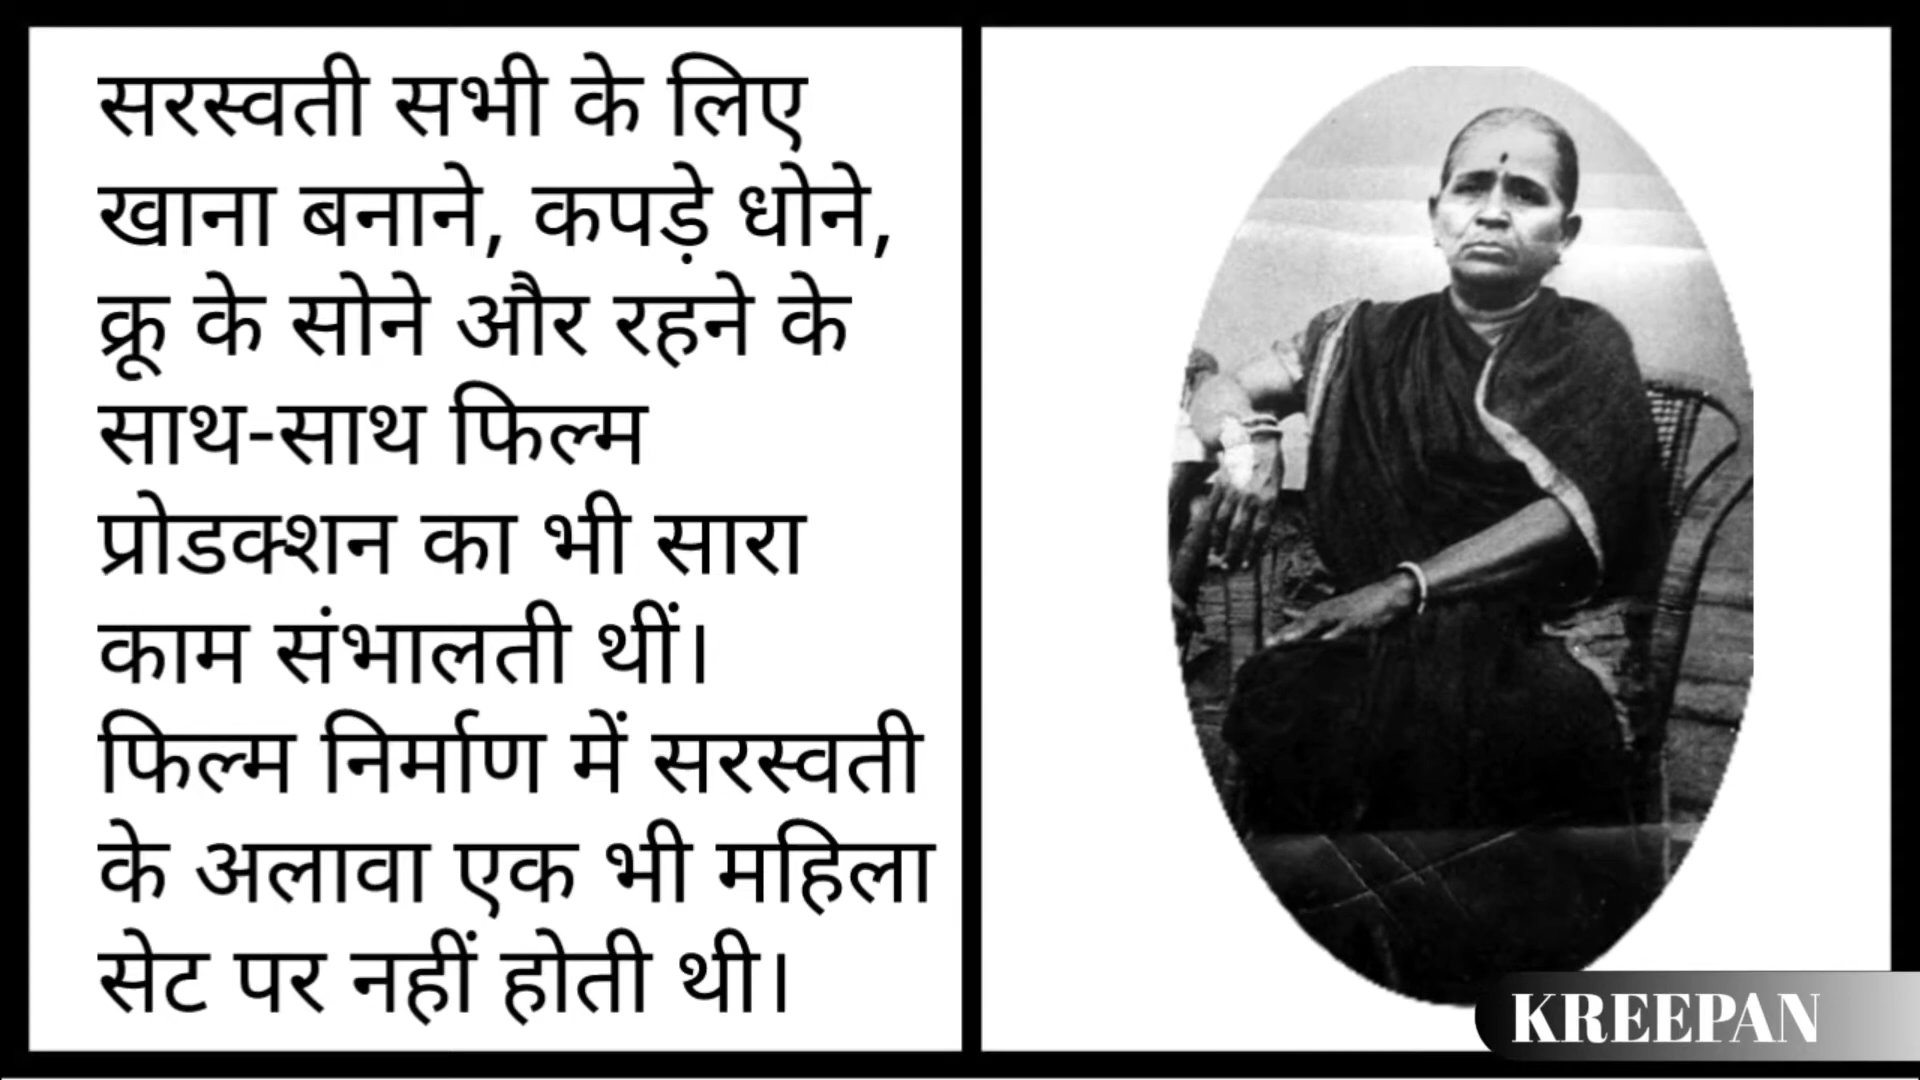 सरस्वती सभी के लिए
खाना बनाने, कपड़े धोने,
क्रू के सोने और रहने के
साथ-साथ फिल्म
प्रोडक्शन का भी सारा
काम संभालती थीं।
फिल्म निर्माण में सरस्वती
के अलावा एक भी महिला
सेट पर नहीं होती थी।
KREEPAN